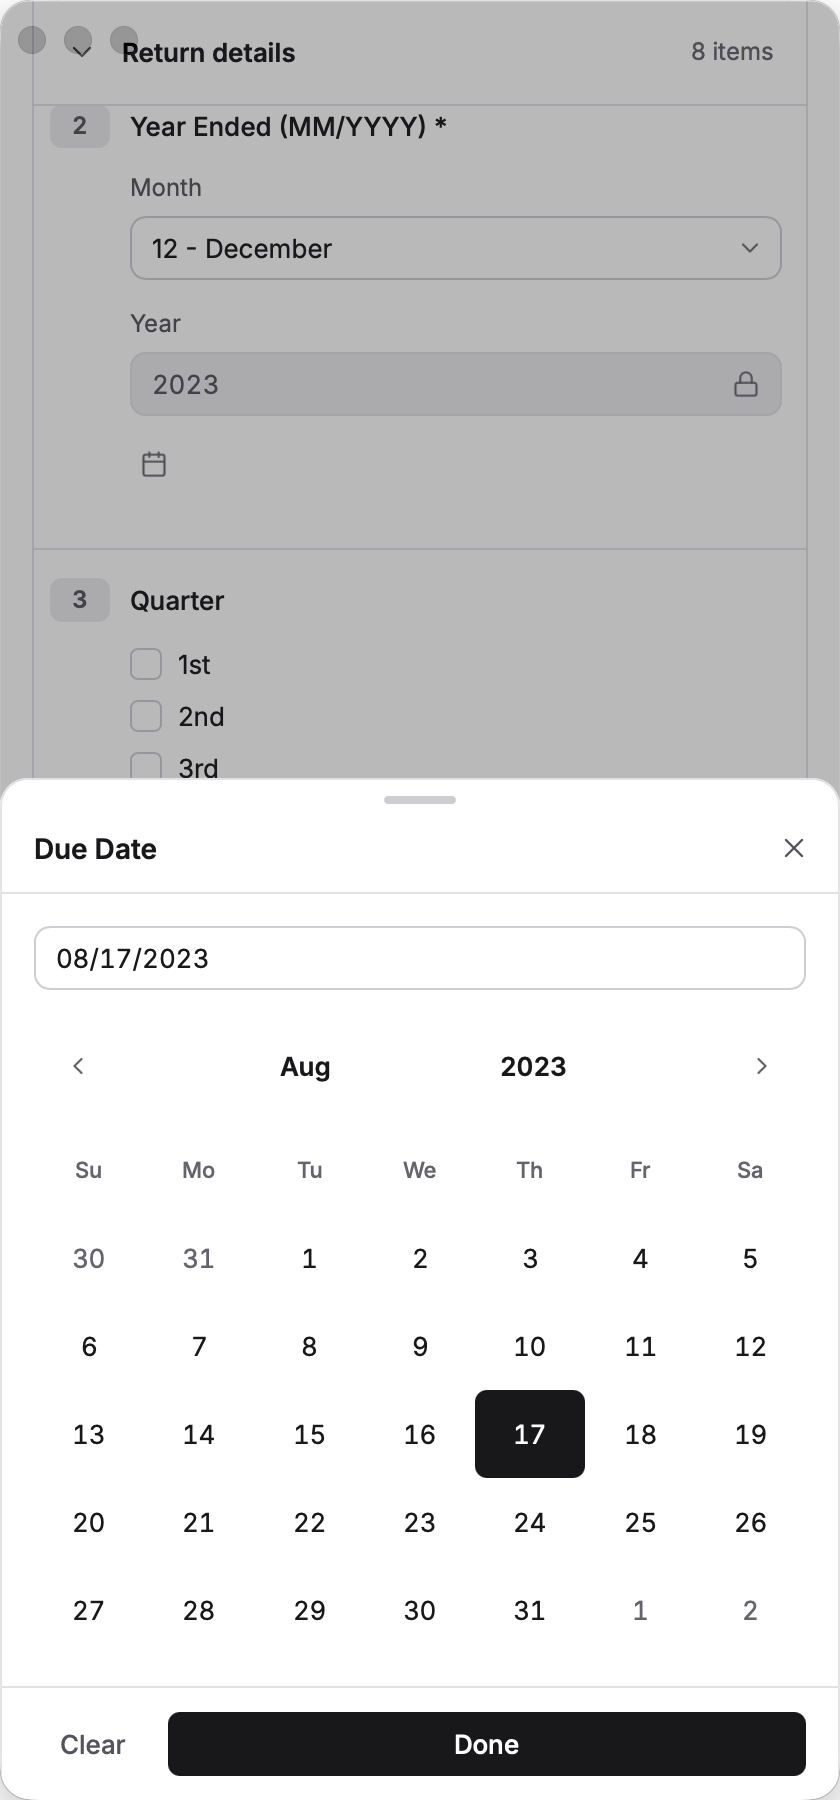 Return details 8 items
2 Year Ended (MM/YYYY) *
Month
12 - December
Year
2023
3 Quarter
1st
2nd
3rd
Due Date
08/17/2023
Aug 2023
Su Mo Tu We Th Fr Sa
30 31 1 2 3 4 5
6 7 8 9 10 11 12
13 14 15 16 17 18 19
20 21 22 23 24 25 26
27 28 29 30 31 1 2
Clear Done